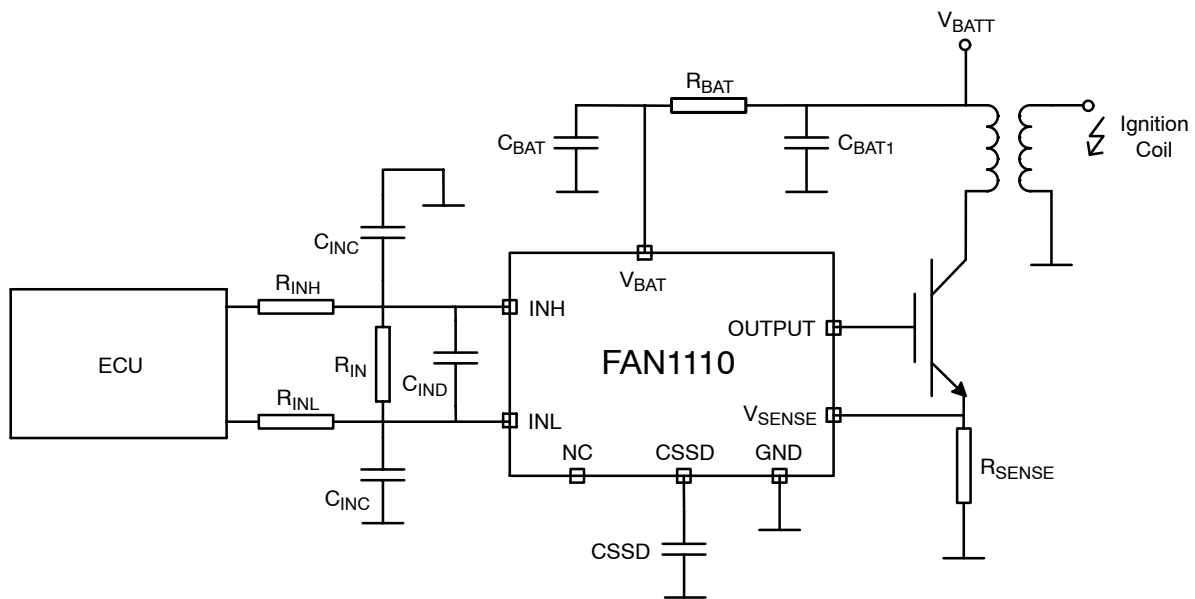 VBATT
RBAT
CBAT
CBAT1
Ignition
Coil
CINC
VBAT
RINH
INH
OUTPUT
ECU
RIN
CIND
FAN1110
RINL
INL
VSENSE
NC
CSSD
GND
RSENSE
CINC
CSSD